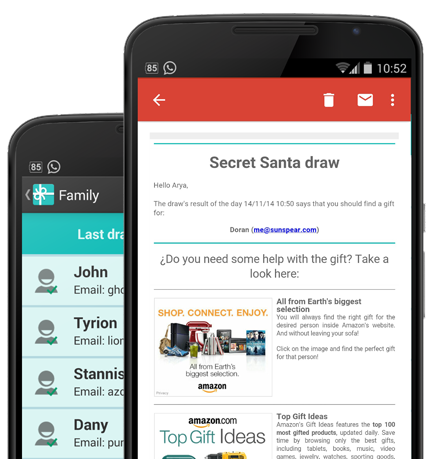 85
10:52
85
Family
Last dra
John
Email: gho
Tyrion
Email: lion
Stannis
Email: azo
Dany
Email: pur
Secret Santa draw
Hello Arya,
The draw's result of the day 14/11/14 10:50 says that you should find a gift
for:
Doran (me@sunspear.com)
¿Do you need some help with the gift? Take a
look here:
SHOP. CONNECT. ENJOY.
All from Earth's
biggest selection.
amazon
Privacy
All from Earth's biggest
selection
You will always find the right gift for the
desired person inside Amazon's website.
And without leaving your sofa!
Click on the image and find the perfect gift
for that person!
amazon.com
Top Gift Ideas
Top Gift Ideas
Amazon's Gift Ideas features the top 100
most gifted products, updated daily. Save
time by browsing only the best gifts,
including tablets, books, music, video
games, jewelry, watches, sporting goods,